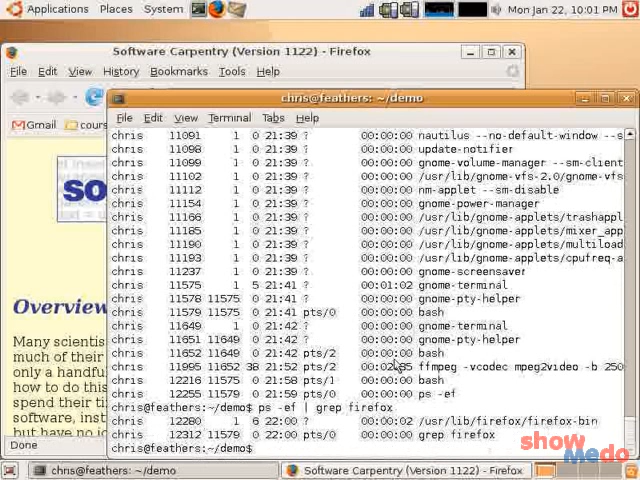 Applications Places System Mon Jan 22, 10:01 PM
Software Carpentry (Version 1122) - Firefox
File Edit View History Bookmarks Tools Help
chris@feathers: ~/demo
Gmail cours
File Edit View Terminal Tabs Help
so
Overview
Many scientis
much of their
only a handfu
how to do this
spend their ti
software, inst
but have no ic
Done
chris 11091 1 0 21:39 ? 00:00:00 nautilus --no-default-window --s
chris 11098 1 0 21:39 ? 00:00:00 update-notifier
chris 11099 1 0 21:39 ? 00:00:00 gnome-volume-manager --sm-client
chris 11102 1 0 21:39 ? 00:00:00 /usr/lib/gnome-vfs-2.0/gnome-vfs
chris 11112 1 0 21:39 ? 00:00:00 nm-applet --sm-disable
chris 11154 1 0 21:39 ? 00:00:00 gnome-power-manager
chris 11166 1 0 21:39 ? 00:00:00 /usr/lib/gnome-applets/trashappl
chris 11185 1 0 21:39 ? 00:00:00 /usr/lib/gnome-applets/mixer_app
chris 11190 1 0 21:39 ? 00:00:00 /usr/lib/gnome-applets/multiload
chris 11193 1 0 21:39 ? 00:00:00 /usr/lib/gnome-applets/cpufreq-a
chris 11237 1 0 21:39 ? 00:00:00 gnome-screensaver
chris 11575 1 5 21:41 ? 00:01:02 gnome-terminal
chris 11578 11575 0 21:41 ? 00:00:00 gnome-pty-helper
chris 11579 11575 0 21:41 pts/0 00:00:00 bash
chris 11649 1 0 21:42 ? 00:00:00 gnome-terminal
chris 11651 11649 0 21:42 ? 00:00:00 gnome-pty-helper
chris 11652 11649 0 21:42 pts/2 00:00:00 bash
chris 11995 11652 38 21:52 pts/2 ffmpeg -vcodec mpeg2video -b 250
chris 12216 11575 0 21:58 pts/1 00:00:00 bash
chris 12255 11579 0 21:59 pts/0 00:00:00 ps -ef
chris@feathers:~/demo$ ps -ef | grep firefox
chris 12280 1 6 22:00 ? 00:00:02 /usr/lib/firefox/firefox-bin
chris 12312 11579 0 22:00 pts/0 00:00:00 grep firefox
chris@feathers:~/demo$
show
Me do
chris@feathers: ~/demo Software Carpentry (Version 1122) - Firefox